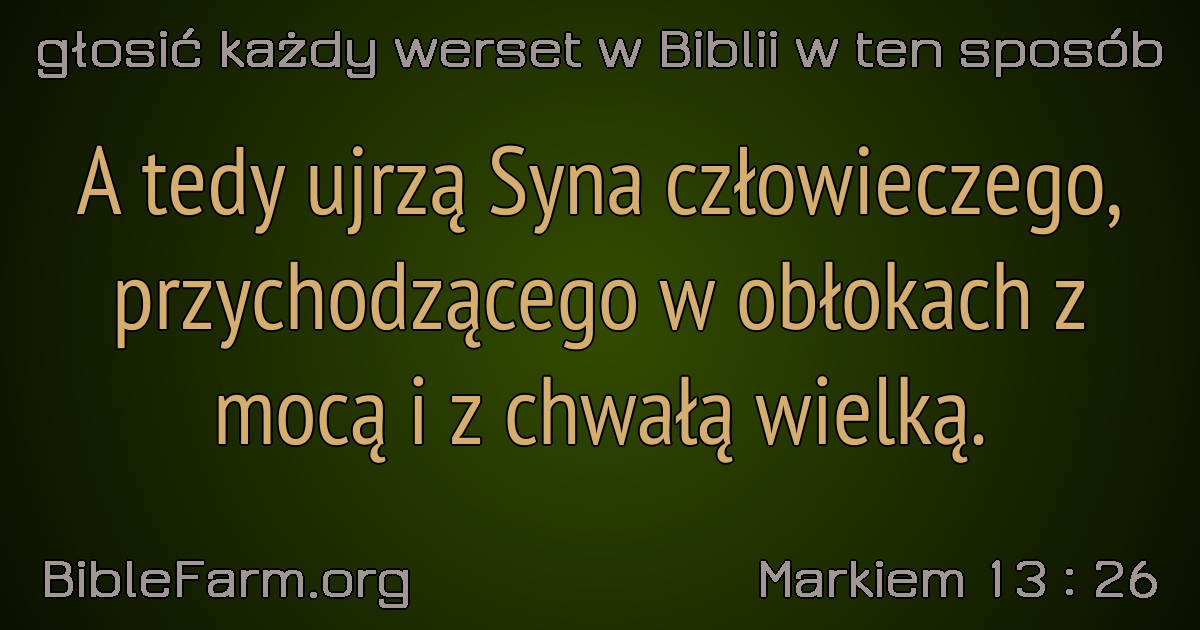 głosić każdy werset w Biblii w ten sposób
A tedy ujrzą Syna człowieczego,
przychodzącego w obłokach z
mocą i z chwałą wielką.
BibleFarm.org
Markiem 13 : 26